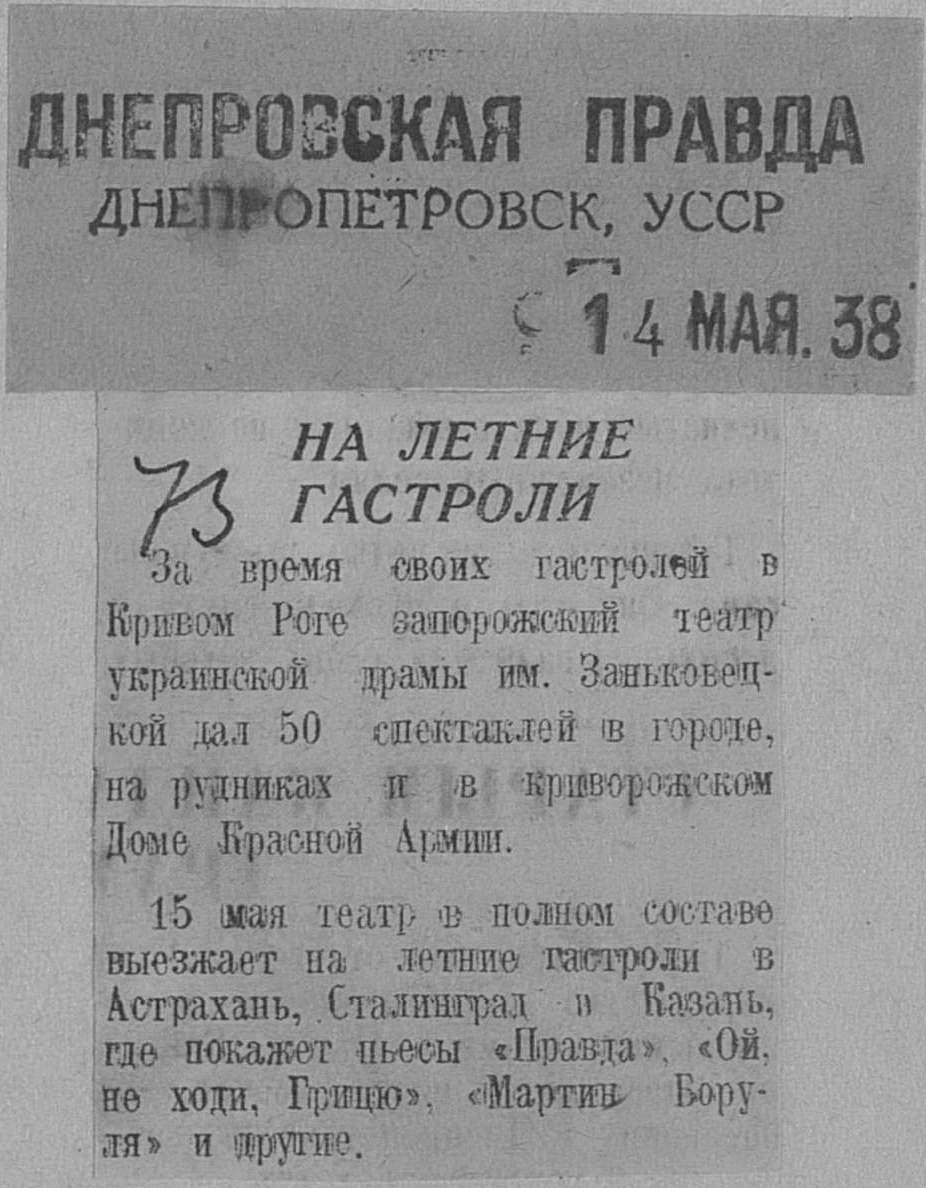 ДНЕПРОВСКАЯ ПРАВДА
ДНЕПРОПЕТРОВСК, УССР
14 МАЯ. 38
73
НА ЛЕТНИЕ
ГАСТРОЛИ
За время своих гастролей в
Кривом Роге запорожский театр
украинской драмы им. Заньковец-
кой дал 50 спектаклей в городе,
на рудниках и в криворожском
Доме Красной Армии.
15 мая театр в полном составе
выезжает на летние гастроли в
Астрахань, Сталинград и Казань,
где покажет пьесы «Правда», «Ой,
не ходи, Грицю», «Мартин Бору-
ля» и другие.